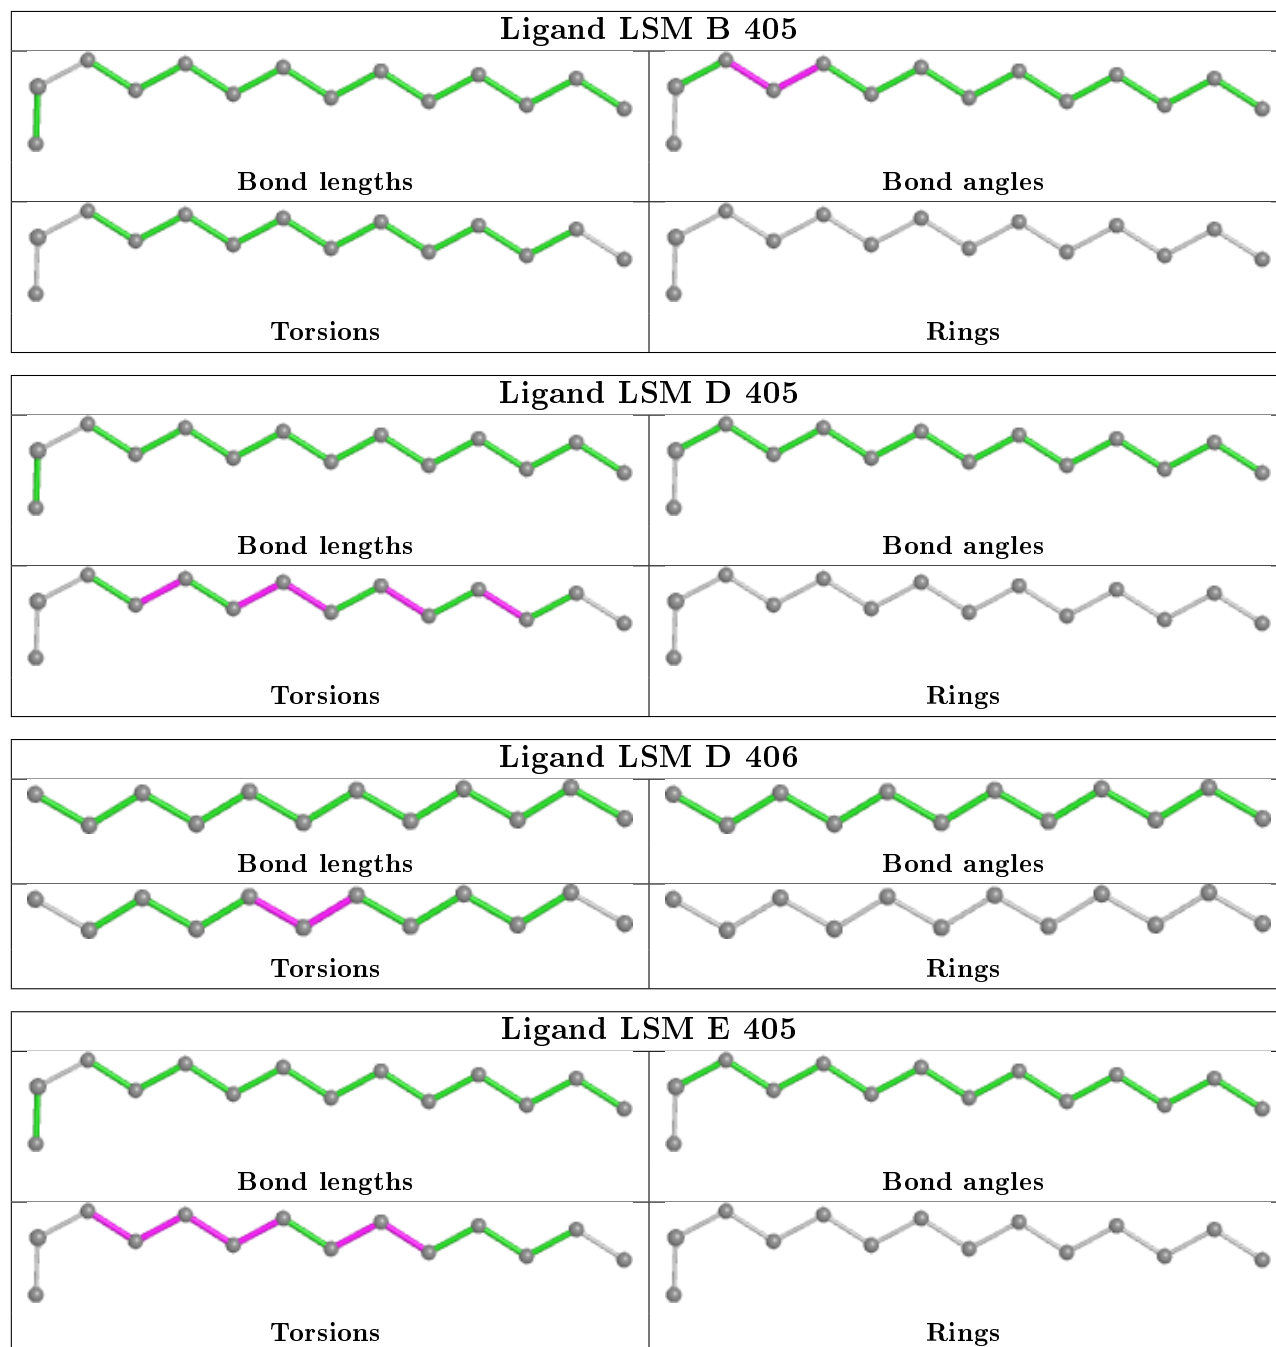 Ligand LSM B 405
Bond lengths
Bond angles
Torsions
Rings
Ligand LSM D 405
Bond lengths
Bond angles
Torsions
Rings
Ligand LSM D 406
Bond lengths
Bond angles
Torsions
Rings
Ligand LSM E 405
Bond lengths
Bond angles
Torsions
Rings